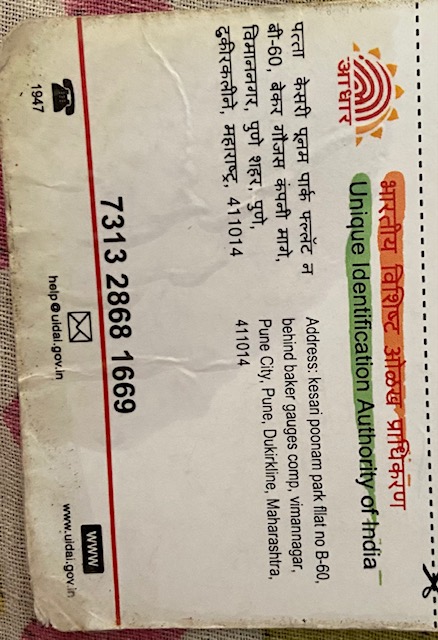 आधार
भारतीय विशिष्ट ओळख प्राधिकरण
Unique Identification Authority of India
पत्ता केसरी पूनम पार्क फ्ल्लॅट न
बी-60, बेकर गौजस कंपनी मागे,
विमाननगर, पुणे शहर, पुणे,
दुकीरकलीने, महाराष्ट्र, 411014
Address: kesari poonam park fllat no B-60,
behind baker gauges comp, vimannagar,
Pune City, Pune, Dukirkline, Maharashtra,
411014
7313 2868 1669
1947
help@uidai.gov.in
www
www.uidai.gov.in